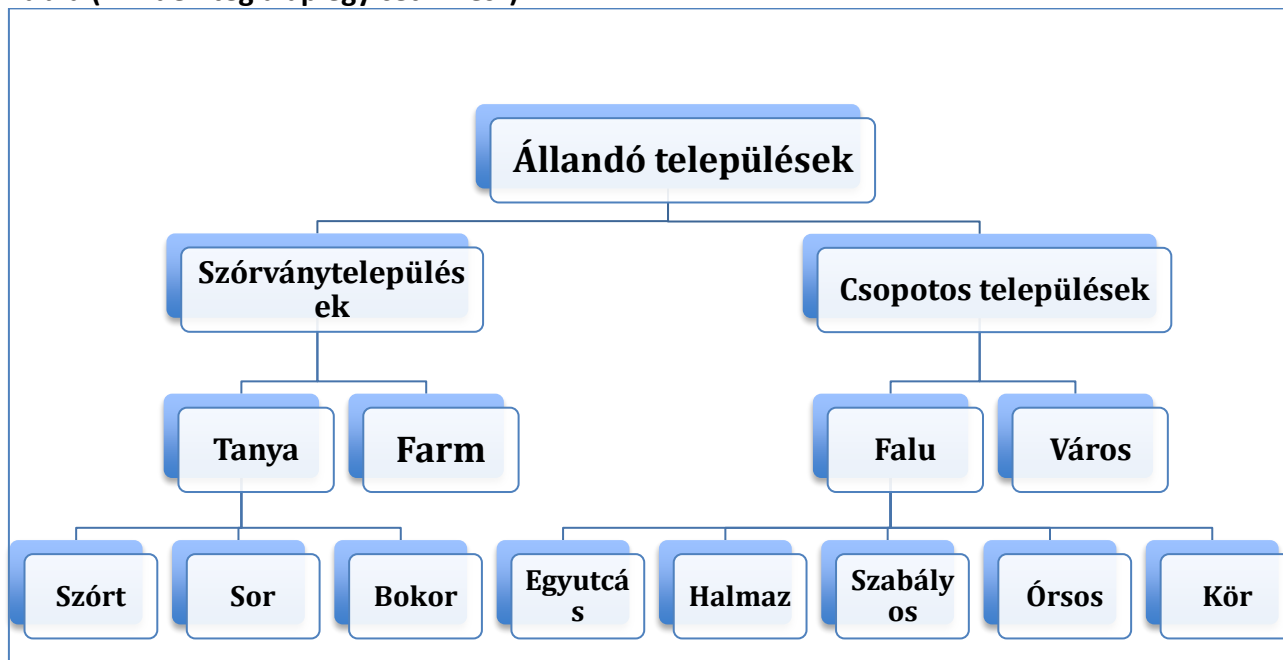 Állandó települések
Szórványtelepülés
ek
Csopotos települések
Tanya
Farm
Falu
Város
Szórt
Sor
Bokor
Egyutcá
s
Halmaz
Szabály
os
Órsos
Kör